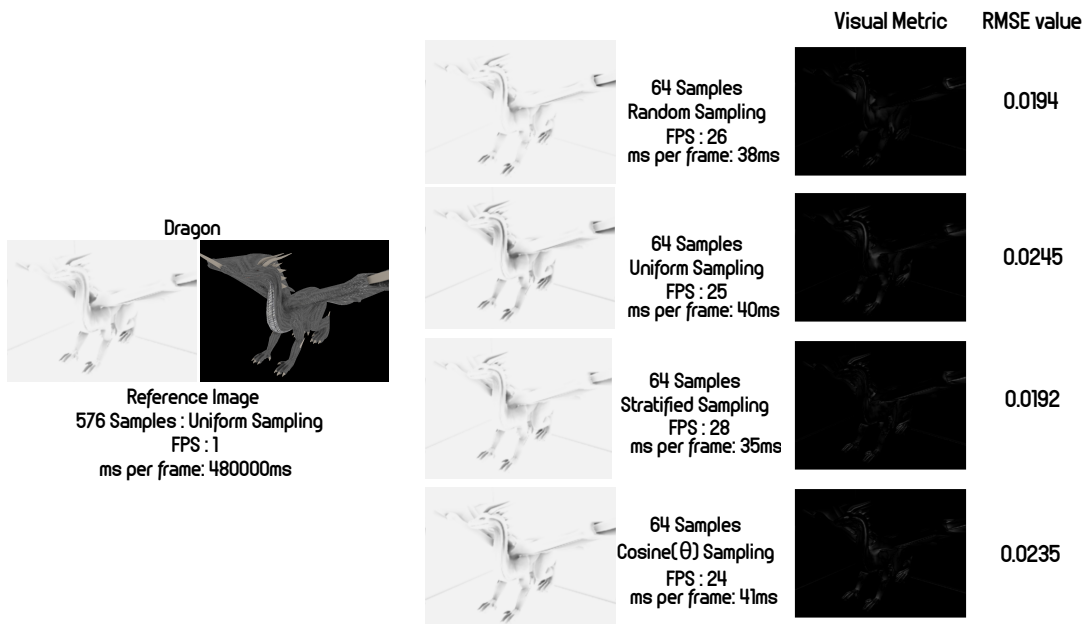 Visual Metric
RMSE value
64 Samples
Random Sampling
FPS : 26
ms per frame: 38ms
0.0194
64 Samples
Uniform Sampling
FPS : 25
ms per frame: 40ms
0.0245
Dragon
Reference Image
576 Samples : Uniform Sampling
FPS : 1
ms per frame: 480000ms
64 Samples
Stratified Sampling
FPS : 28
ms per frame: 35ms
0.0192
64 Samples
Cosine(θ) Sampling
FPS : 24
ms per frame: 41ms
0.0235